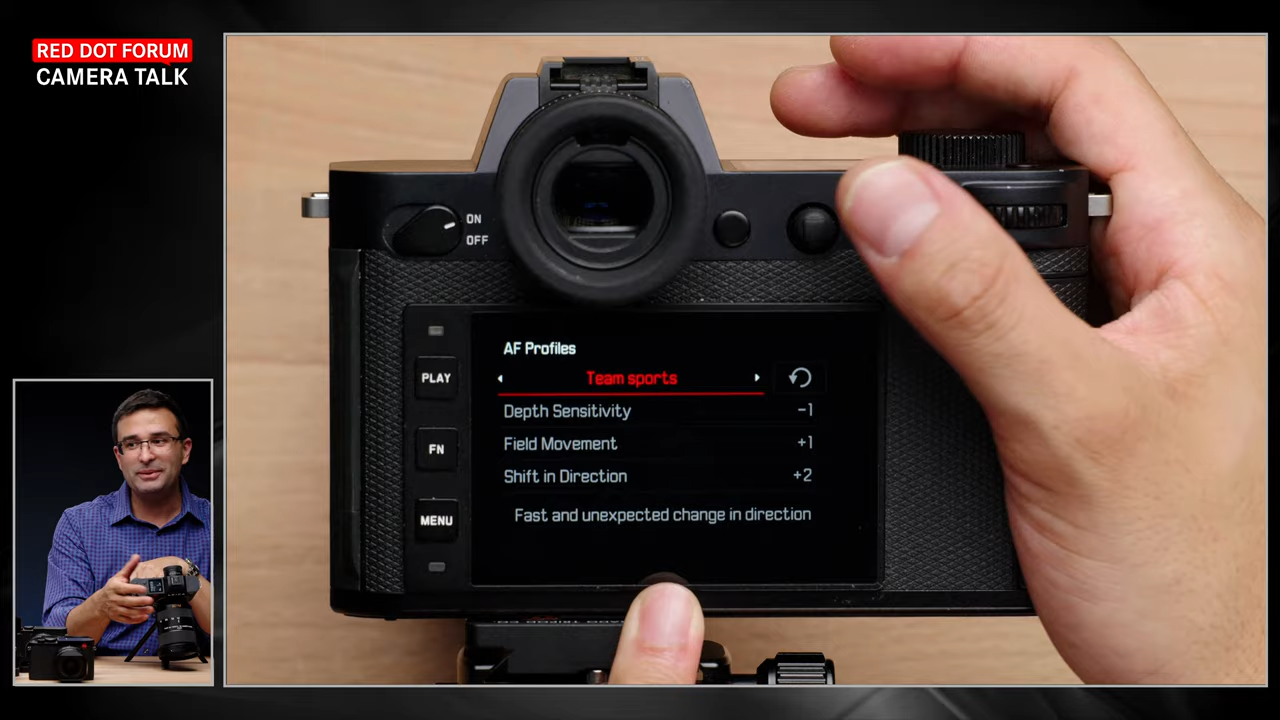 RED DOT FORUM
CAMERA TALK
ON
OFF
PLAY
FN
MENU
AF Profiles
Team sports
Depth Sensitivity -1
Field Movement +1
Shift in Direction +2
Fast and unexpected change in direction